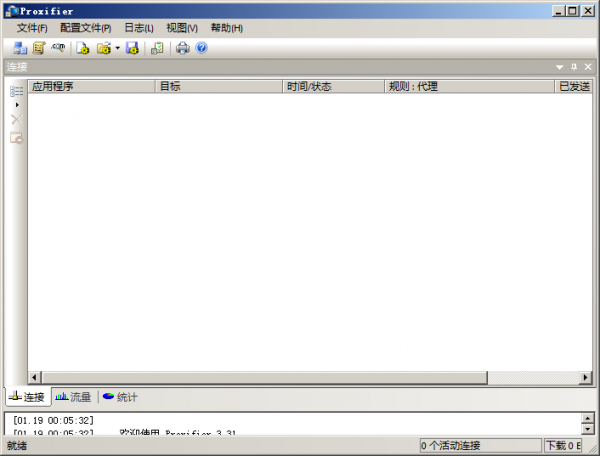 Proxifier
文件(F) 配置文件(P) 日志(L) 视图(V) 帮助(H)
.com
连接
应用程序 目标 时间/状态 规则 : 代理 已发送
连接 流量 统计
[01.19 00:05:32]
[01.19 00:05:32] 欢迎使用 Proxifier 3.31
就绪 0 个活动连接 下载 0 B